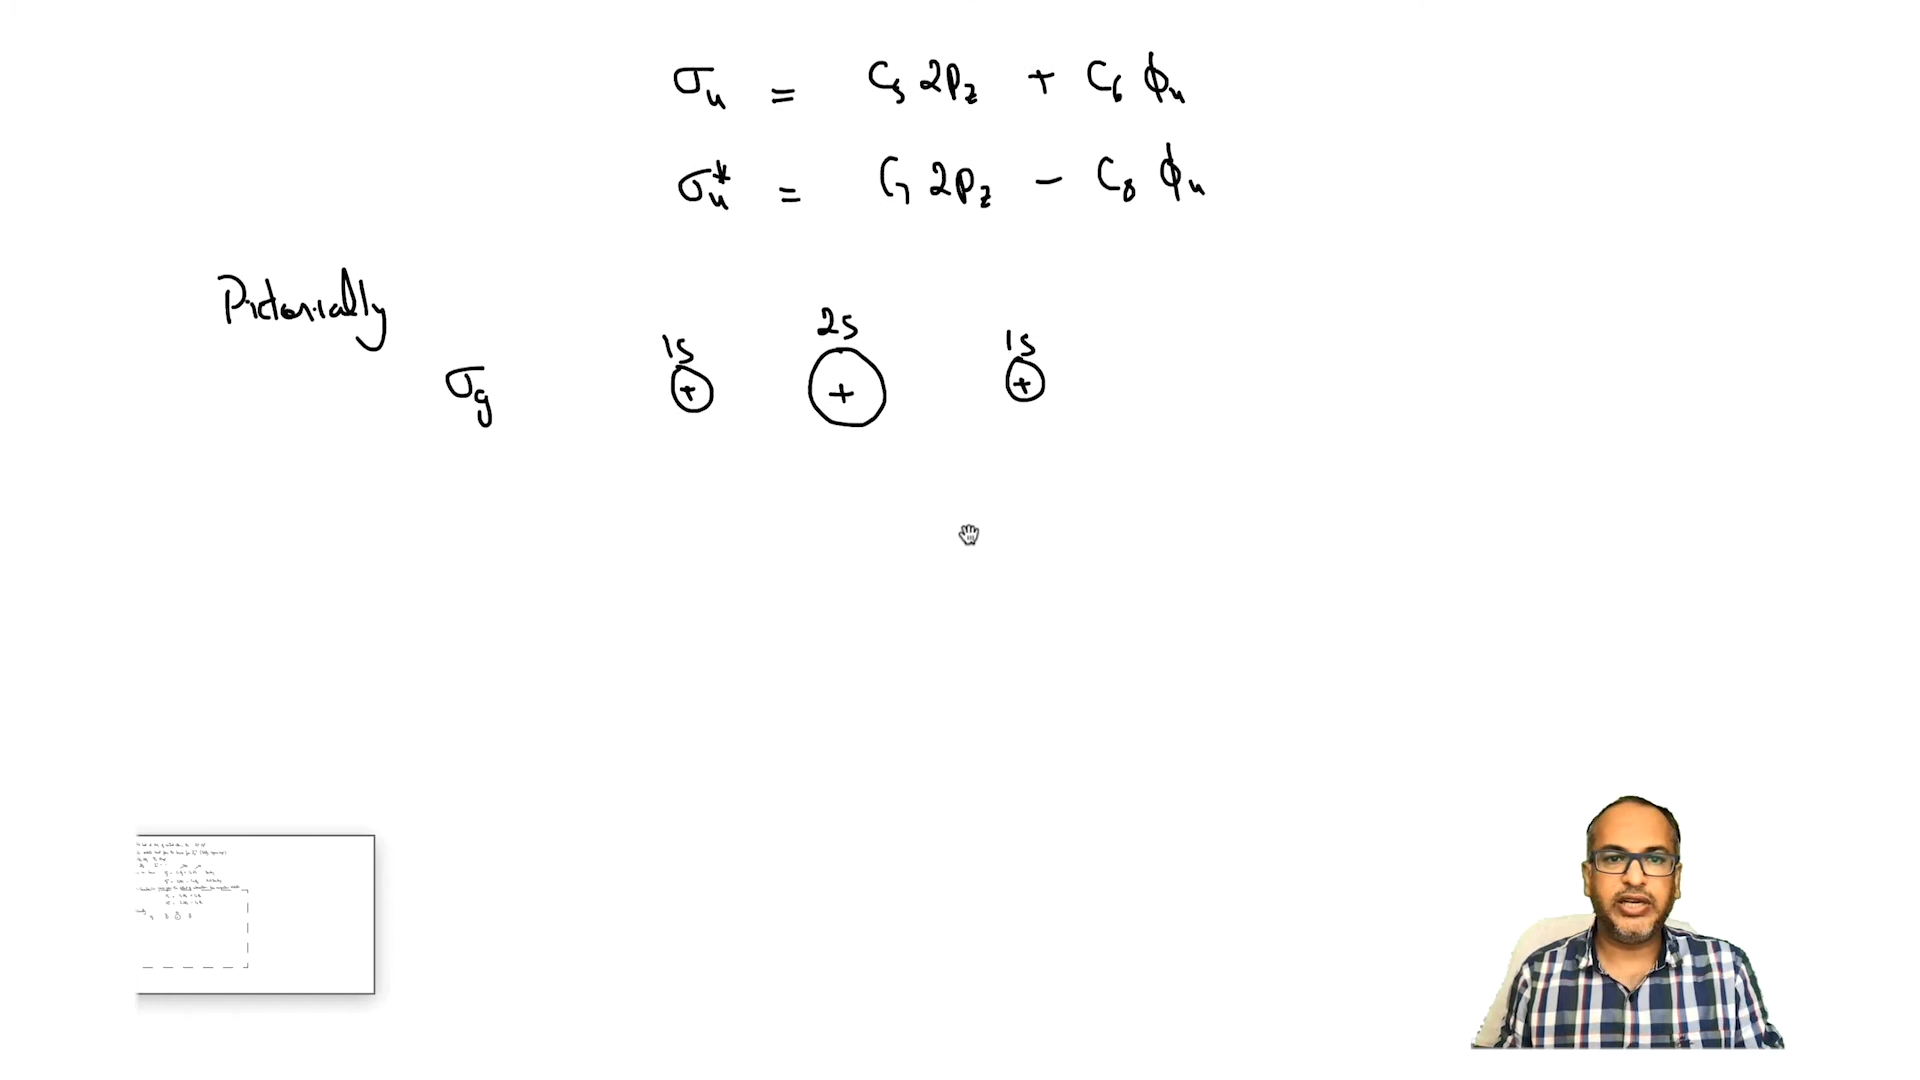 σu = C5 2Pz + C6 ϕu
σu* = C7 2Pz - C8 ϕu
Pictorially
1s 2s 1s
σg + + +